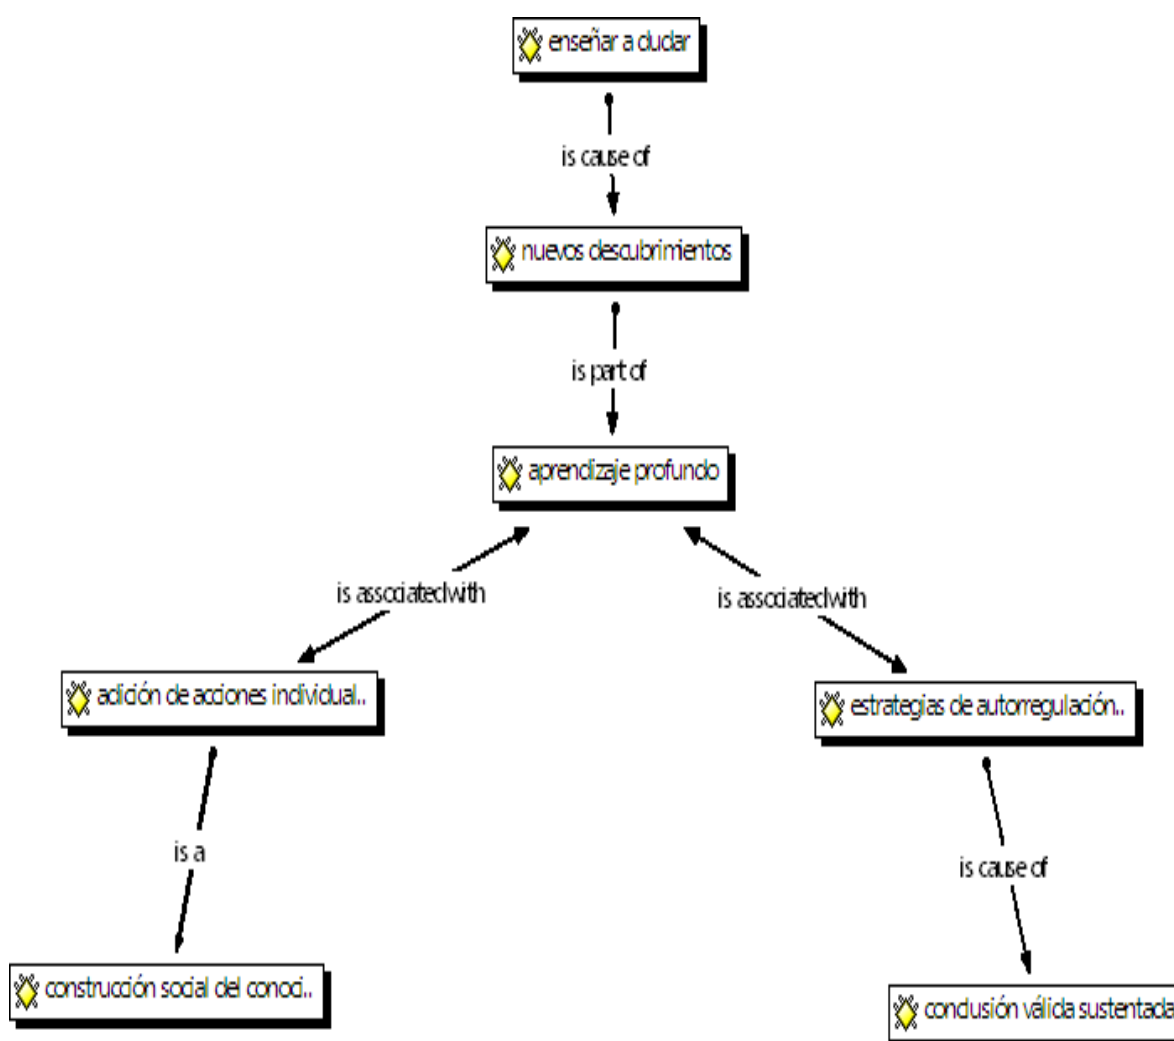 enseñar a dudar
is cause of
nuevos descubrimientos
is part of
aprendizaje profundo
is associated with
is associated with
adición de acciones individual..
estrategias de autorregulación..
is a
is cause of
construcción social del conoci..
conclusión válida sustentada